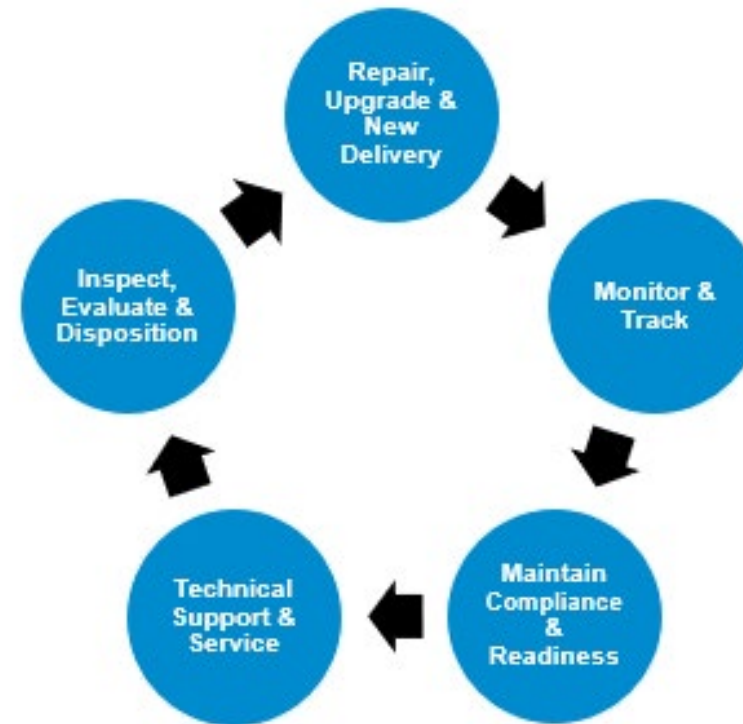 Repair,
Upgrade &
New
Delivery
Monitor &
Track
Maintain
Compliance
&
Readiness
Technical
Support &
Service
Inspect,
Evaluate &
Disposition